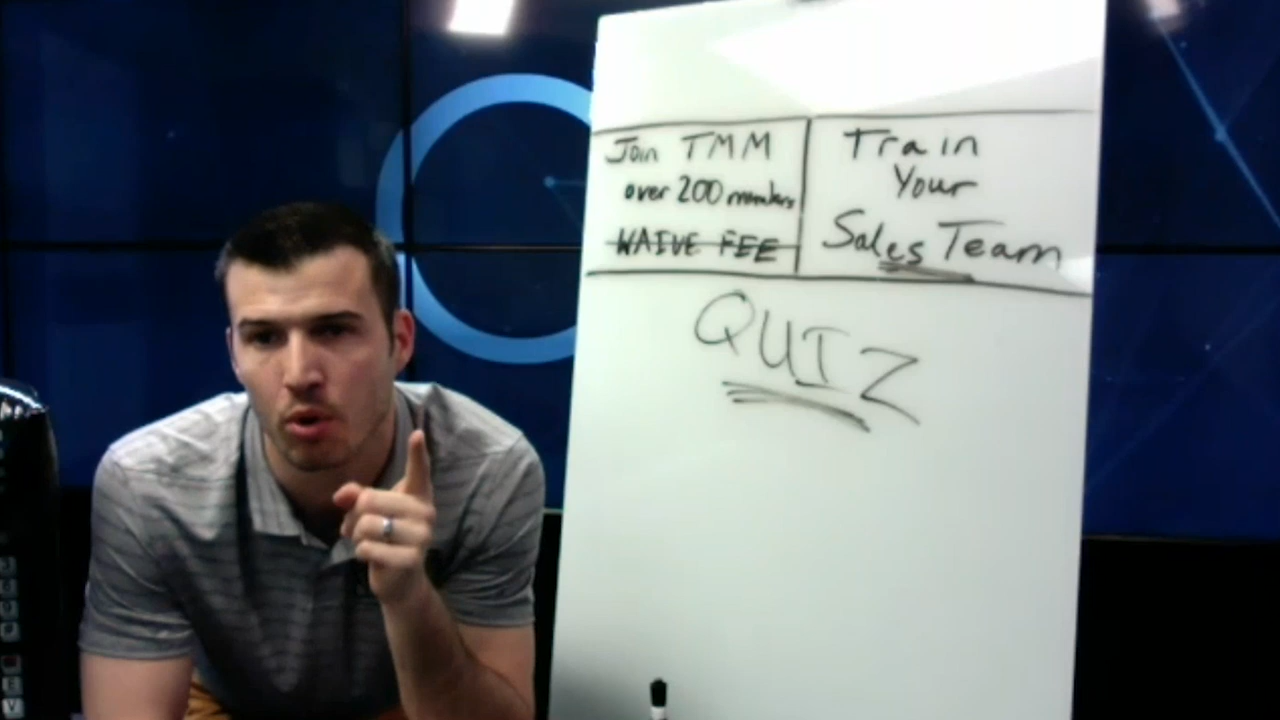 Join TMM
over 200 members
WAIVE FEE
Train
Your
Sales Team
QUIZ